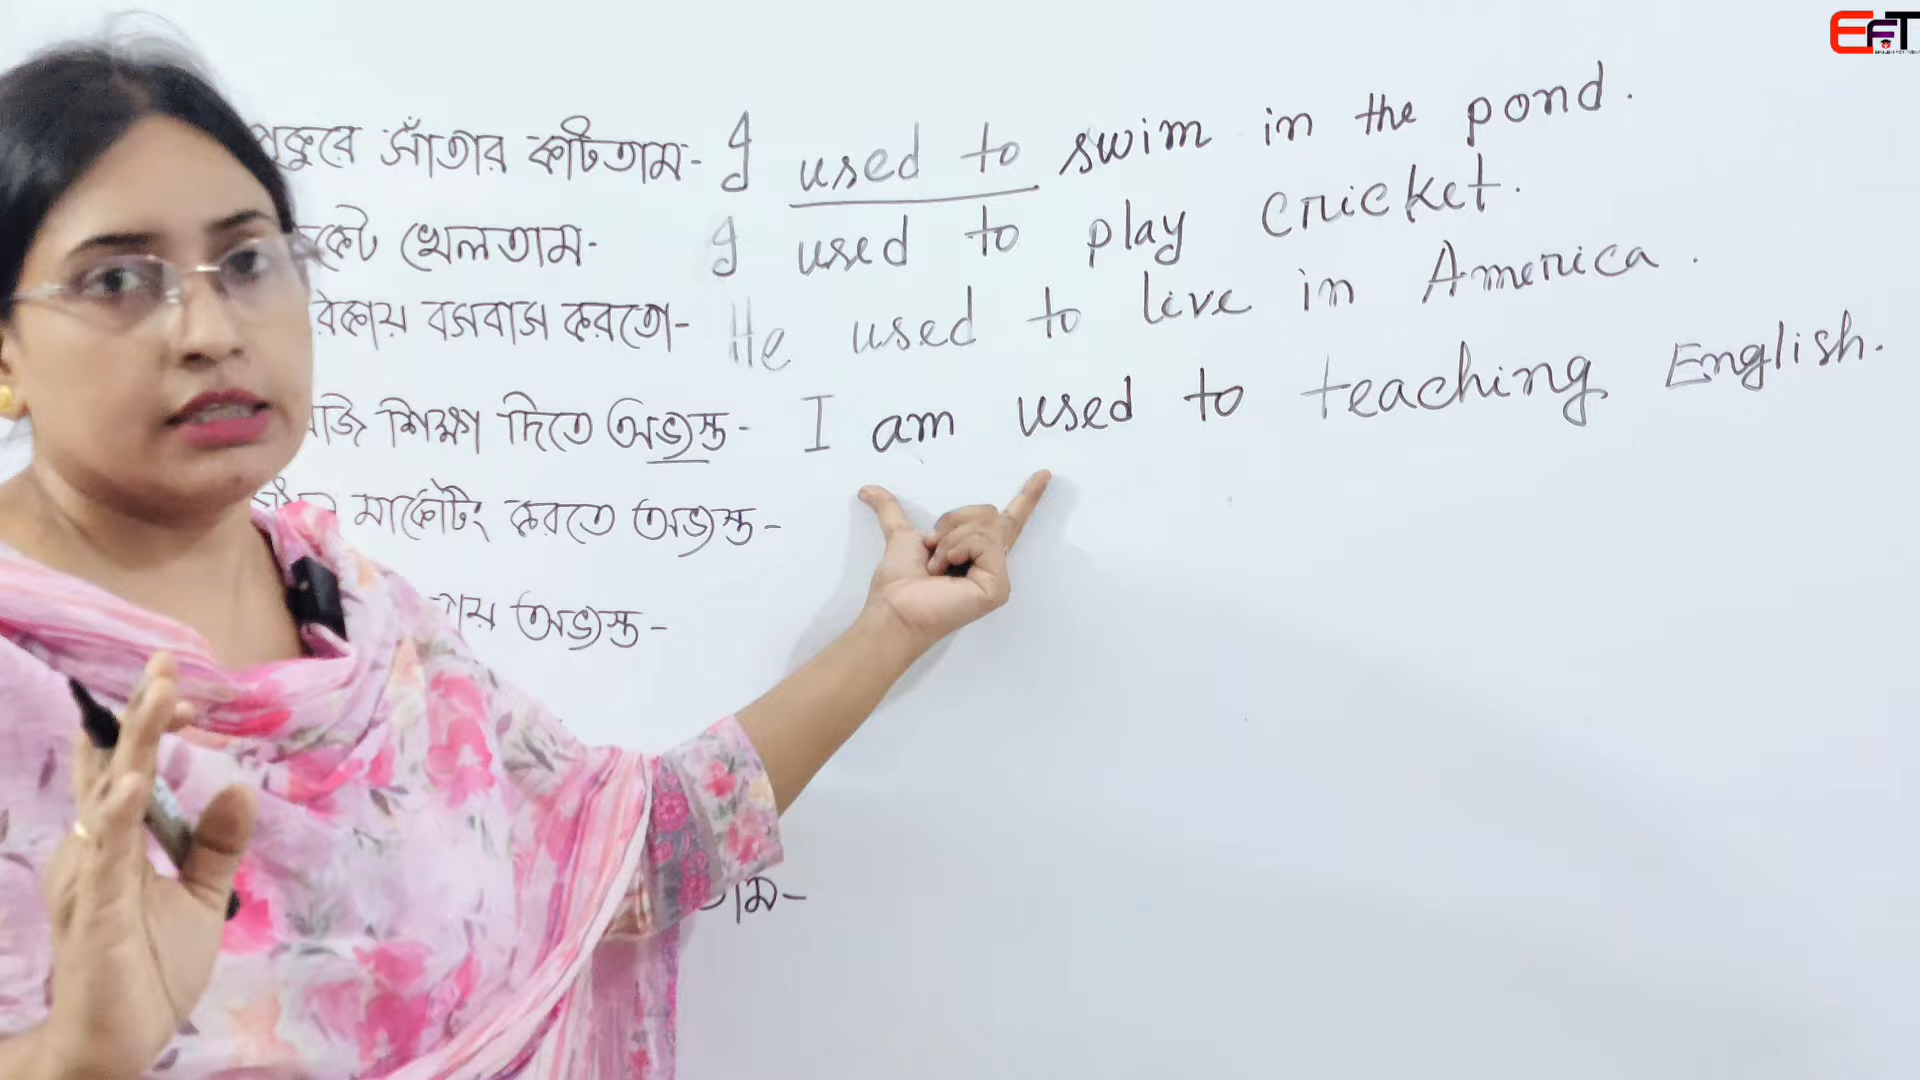 EFT
সাঁতার কাটতাম- I used to swim in the pond.
খেলতাম- I used to play cricket.
বসবাস করতো- He used to live in America.
শিক্ষা দিতে অভ্যস্ত- I am used to teaching English.
মার্কেটিং করতে অভ্যস্ত-
অভ্যস্ত-